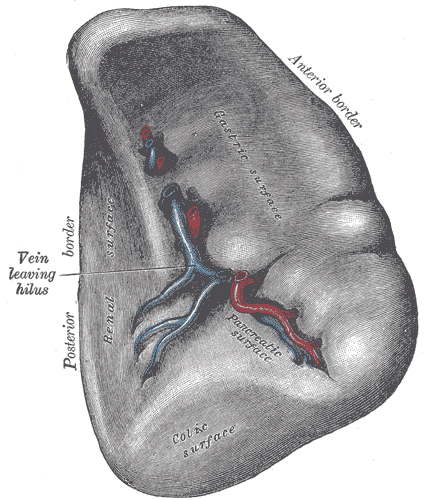 Anterior border
Gastric surface
Posterior border
Renal surface
Vein
leaving
hilus
Pancreatic
surface
Colic
surface